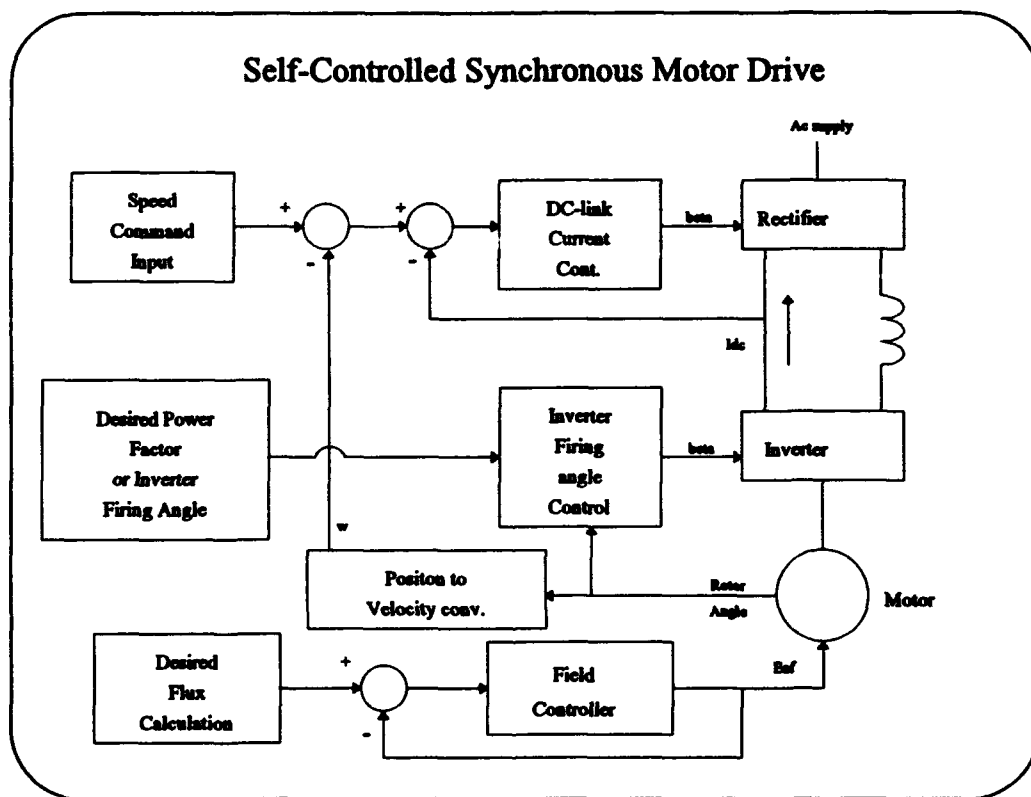 Self-Controlled Synchronous Motor Drive
Ac supply
Speed
Command
Input
+
-
+
-
DC-link
Current
Cont.
beta
Rectifier
Idc
Desired Power
Factor
or Inverter
Firing Angle
Inverter
Firing
angle
Control
beta
Inverter
w
Positon to
Velocity conv.
Rotor
Angle
Motor
Desired
Flux
Calculation
+
-
Field
Controller
Eaf